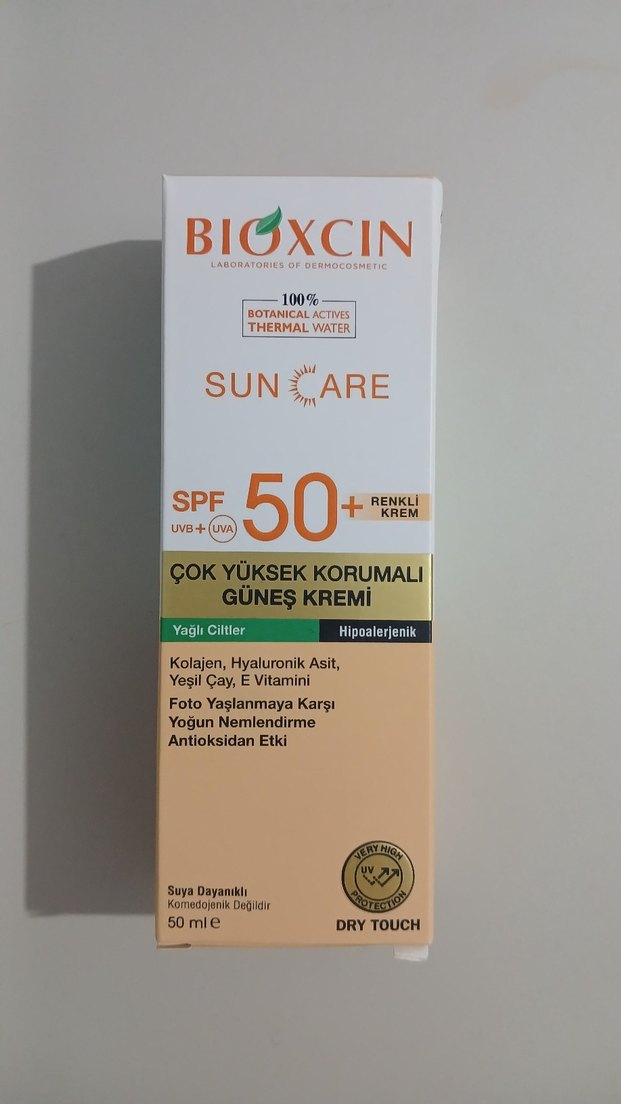 BIOXCIN
LABORATORIES OF DERMOCOSMETIC
100%
BOTANICAL ACTIVES
THERMAL WATER
SUN CARE
SPF 50+
UVB + UVA
RENKLİ
KREM
ÇOK YÜKSEK KORUMALI
GÜNEŞ KREMİ
Yağlı Ciltler
Hipoalerjenik
Kolajen, Hyaluronik Asit,
Yeşil Çay, E Vitamini
Foto Yaşlanmaya Karşı
Yoğun Nemlendirme
Antioksidan Etki
VERY HIGH
UV
PROTECTION
Suya Dayanıklı
Komedojenik Değildir
50 ml e
DRY TOUCH